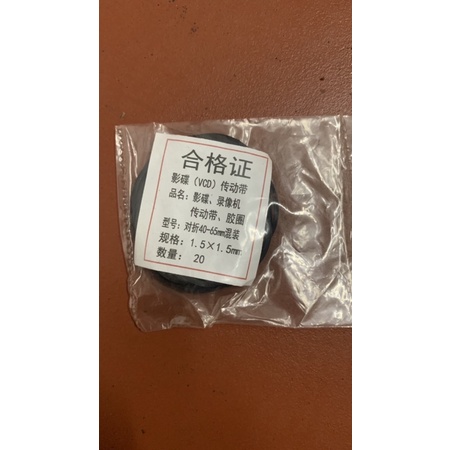 合格证
影碟（VCD）传动带
品名：影碟、录像机
传动带、胶圈
型号：对折40-65mm混装
规格：1.5×1.5mm
数量：20